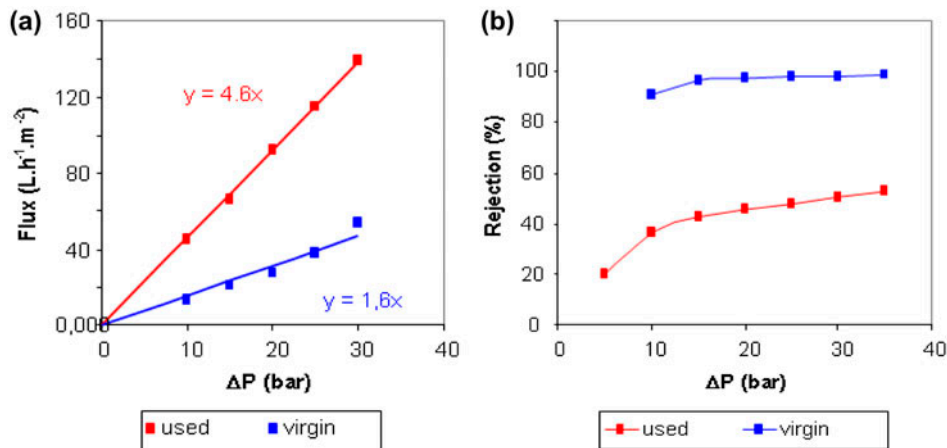 (a)
160
120
80
40
0,000
Flux (L.h⁻¹.m⁻²)
y = 4.6x
y = 1,6x
0
10
20
30
40
ΔP (bar)
used
virgin
(b)
100
80
60
40
20
0
Rejection (%)
0
10
20
30
40
ΔP (bar)
used
virgin